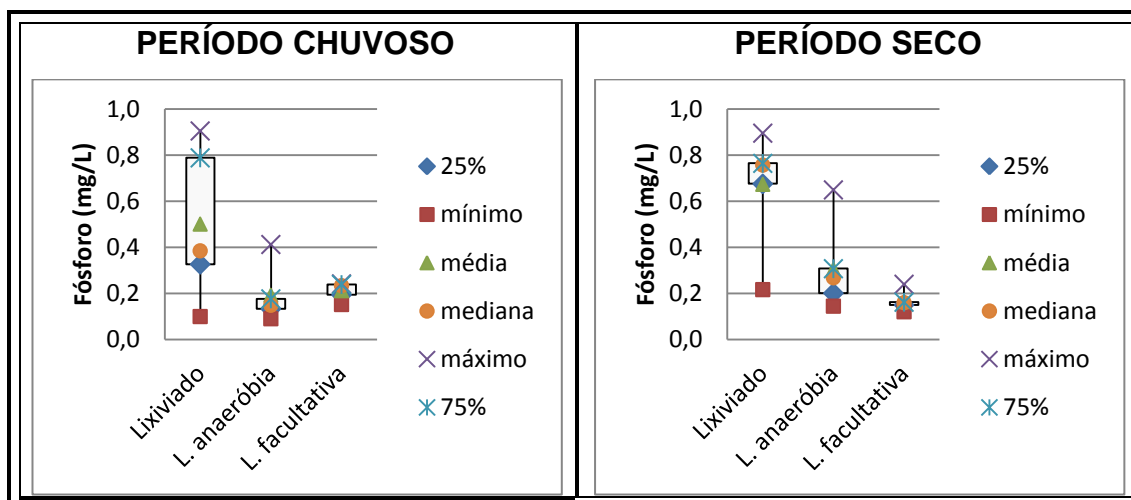 PERÍODO CHUVOSO
Fósforo (mg/L)
1,0
0,8
0,6
0,4
0,2
0,0
Lixiviado
L. anaeróbia
L. facultativa
25%
mínimo
média
mediana
máximo
75%
PERÍODO SECO
Fósforo (mg/L)
1,0
0,8
0,6
0,4
0,2
0,0
Lixiviado
L. anaeróbia
L. facultativa
25%
mínimo
média
mediana
máximo
75%